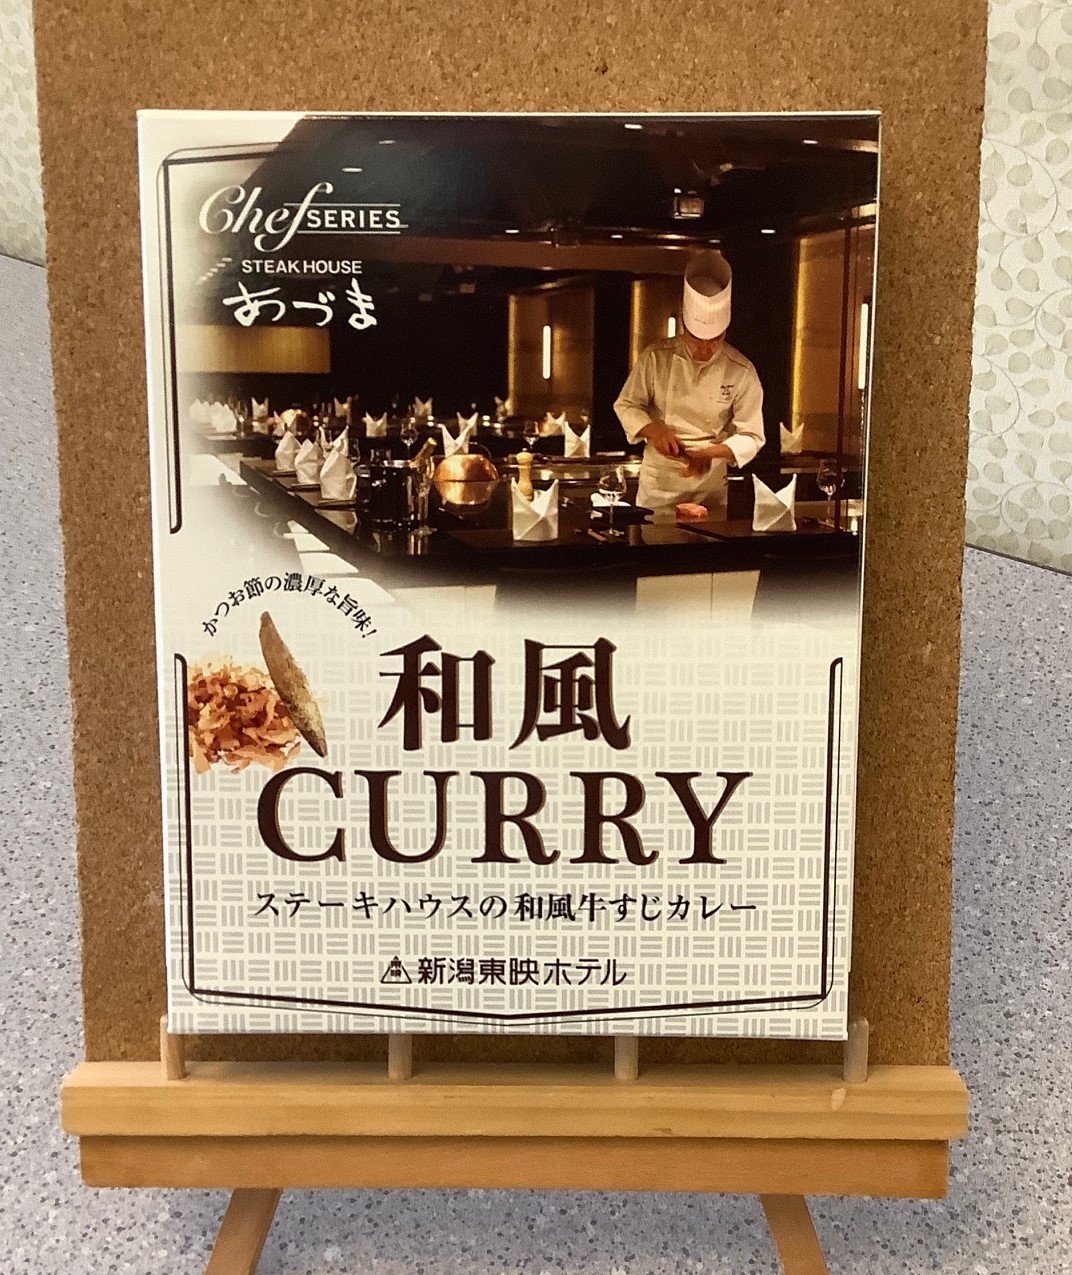 Chef SERIES
STEAK HOUSE
あづま
かつお節の濃厚な旨味!
和風
CURRY
ステーキハウスの和風牛すじカレー
新潟東映ホテル